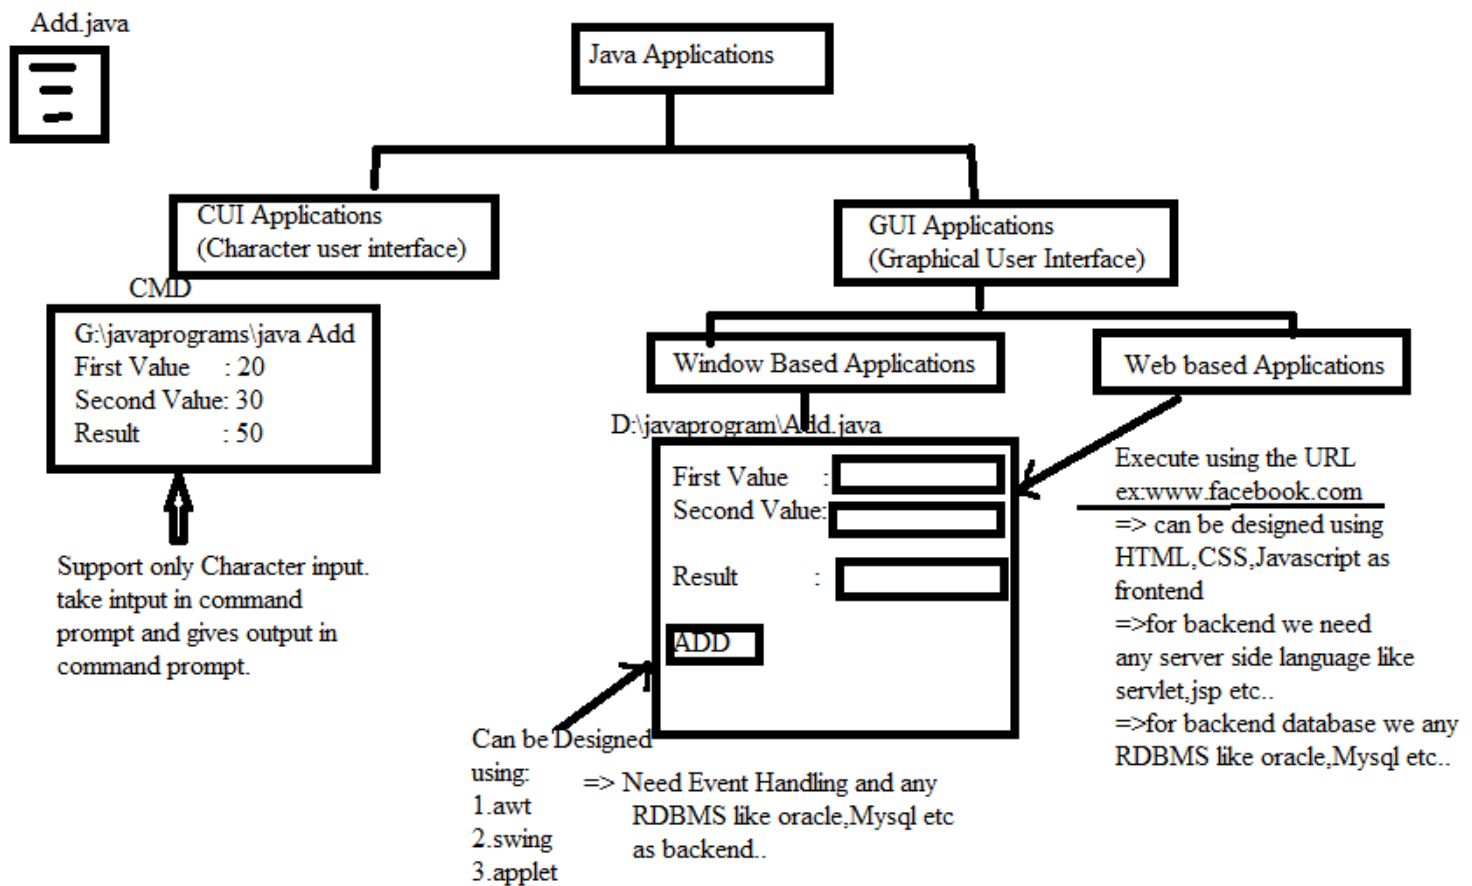 Add.java
Java Applications
CUI Applications
(Character user interface)
GUI Applications
(Graphical User Interface)
CMD
G:\javaprograms\java Add
First Value : 20
Second Value: 30
Result : 50
Support only Character input.
take intput in command
prompt and gives output in
command prompt.
Window Based Applications
Web based Applications
D:\javaprogram\Add.java
First Value :
Second Value:
Result :
ADD
Can be Designed
using:
1.awt
2.swing
3.applet
=> Need Event Handling and any
RDBMS like oracle,Mysql etc
as backend..
Execute using the URL
ex:www.facebook.com
=> can be designed using
HTML,CSS,Javascript as
frontend
=>for backend we need
any server side language like
servlet,jsp etc..
=>for backend database we any
RDBMS like oracle,Mysql etc..